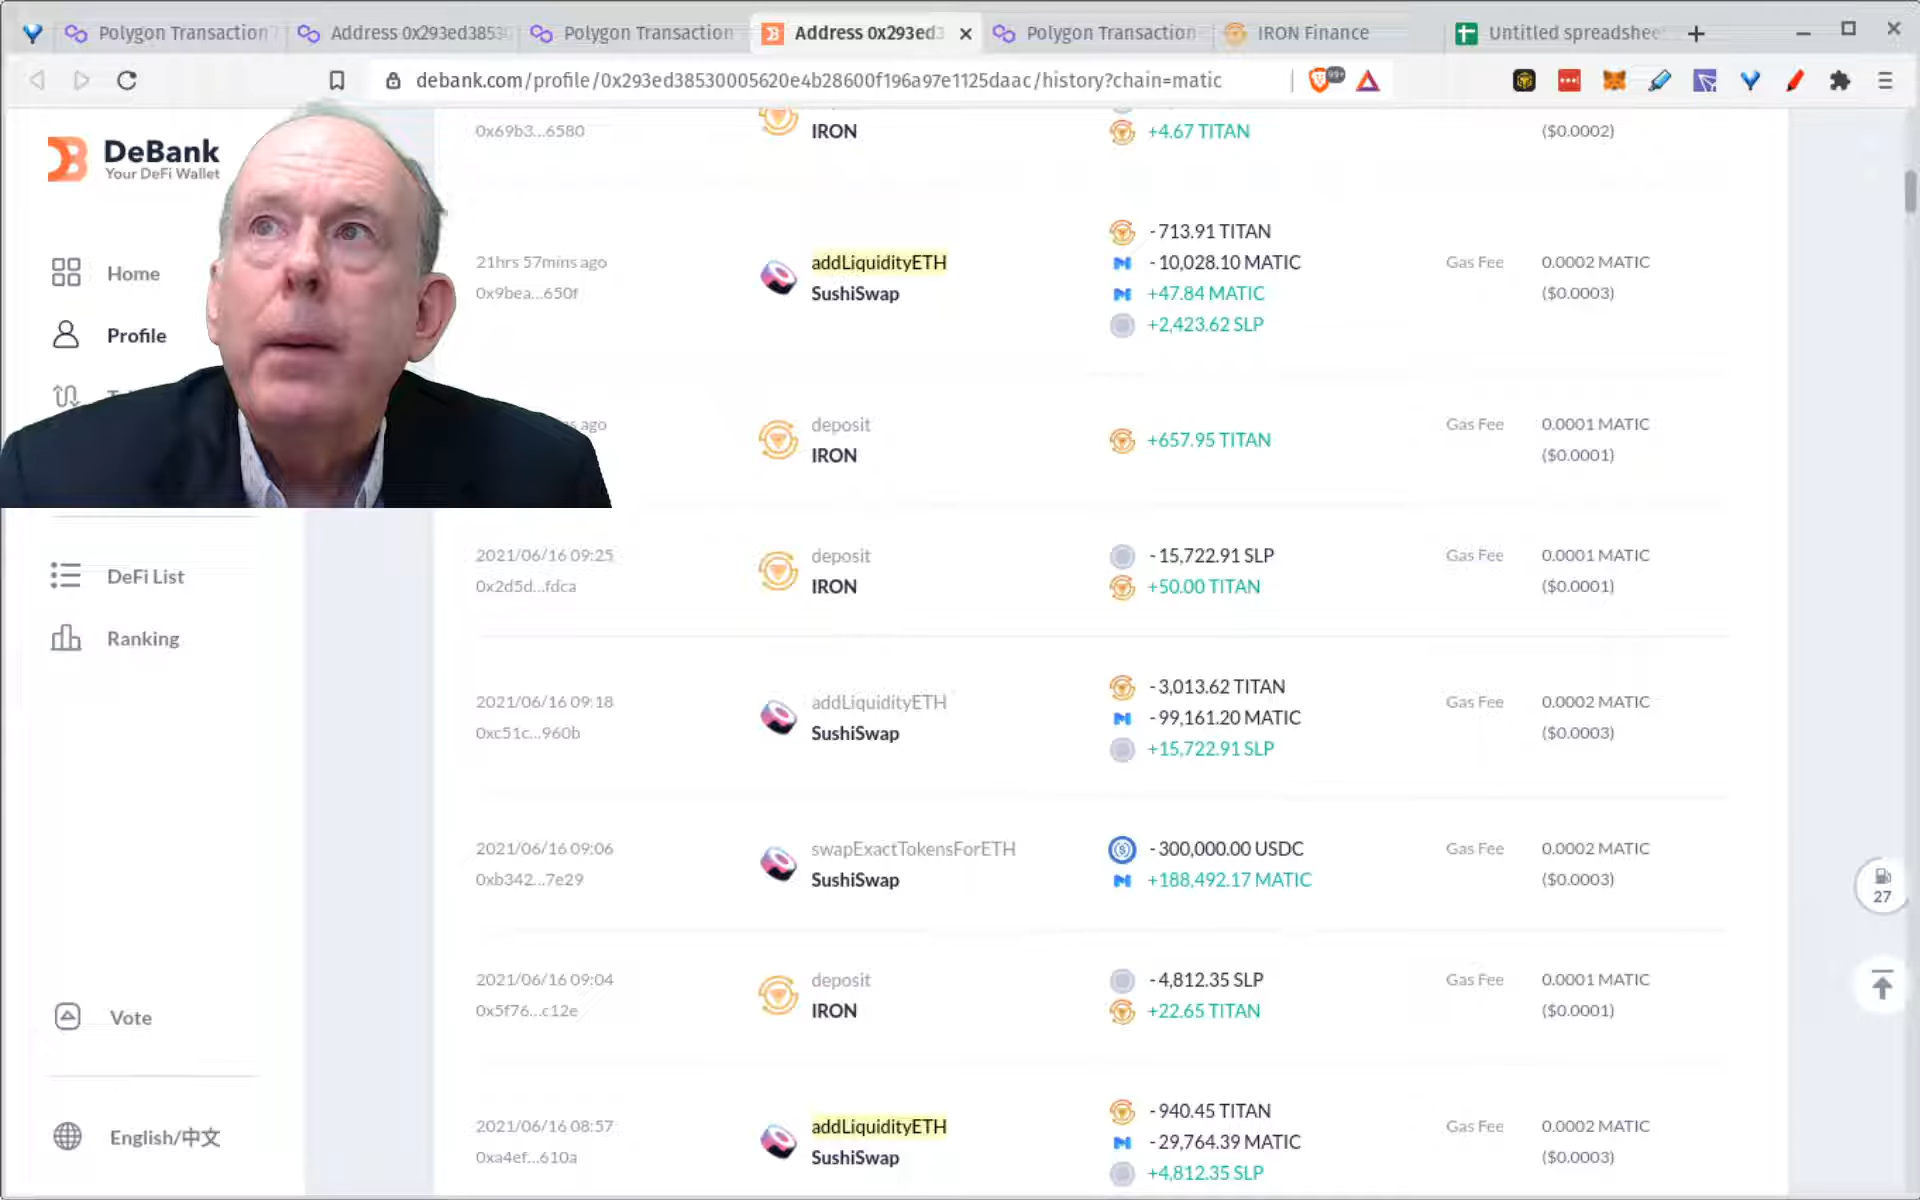 Polygon Transaction
Address 0x293ed3853
Polygon Transaction
Address 0x293ed3
Polygon Transaction
IRON Finance
Untitled spreadshee
debank.com/profile/0x293ed38530005620e4b28600f196a97e1125daac/history?chain=matic
99+
DeBank
Your DeFi Wallet
Home
Profile
DeFi List
Ranking
Vote
English/中文
0x69b3...6580
IRON
+4.67 TITAN
($0.0002)
21hrs 57mins ago
0x9bea...650f
addLiquidityETH
SushiSwap
-713.91 TITAN
-10,028.10 MATIC
+47.84 MATIC
+2,423.62 SLP
Gas Fee
0.0002 MATIC
($0.0003)
ago
deposit
IRON
+657.95 TITAN
Gas Fee
0.0001 MATIC
($0.0001)
2021/06/16 09:25
0x2d5d...fdca
deposit
IRON
-15,722.91 SLP
+50.00 TITAN
Gas Fee
0.0001 MATIC
($0.0001)
2021/06/16 09:18
0xc51c...960b
addLiquidityETH
SushiSwap
-3,013.62 TITAN
-99,161.20 MATIC
+15,722.91 SLP
Gas Fee
0.0002 MATIC
($0.0003)
2021/06/16 09:06
0xb342...7e29
swapExactTokensForETH
SushiSwap
-300,000.00 USDC
+188,492.17 MATIC
Gas Fee
0.0002 MATIC
($0.0003)
2021/06/16 09:04
0x5f76...c12e
deposit
IRON
-4,812.35 SLP
+22.65 TITAN
Gas Fee
0.0001 MATIC
($0.0001)
2021/06/16 08:57
0xa4ef...610a
addLiquidityETH
SushiSwap
-940.45 TITAN
-29,764.39 MATIC
+4,812.35 SLP
Gas Fee
0.0002 MATIC
($0.0003)
27